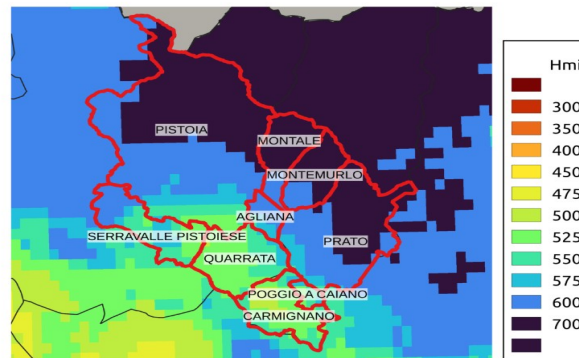 Hmi
300
350
400
450
475
500
525
550
575
600
700
PISTOIA
MONTALE
MONTEMURLO
AGLIANA
SERRAVALLE PISTOIESE
PRATO
QUARRATA
POGGIO A CAIANO
CARMIGNANO